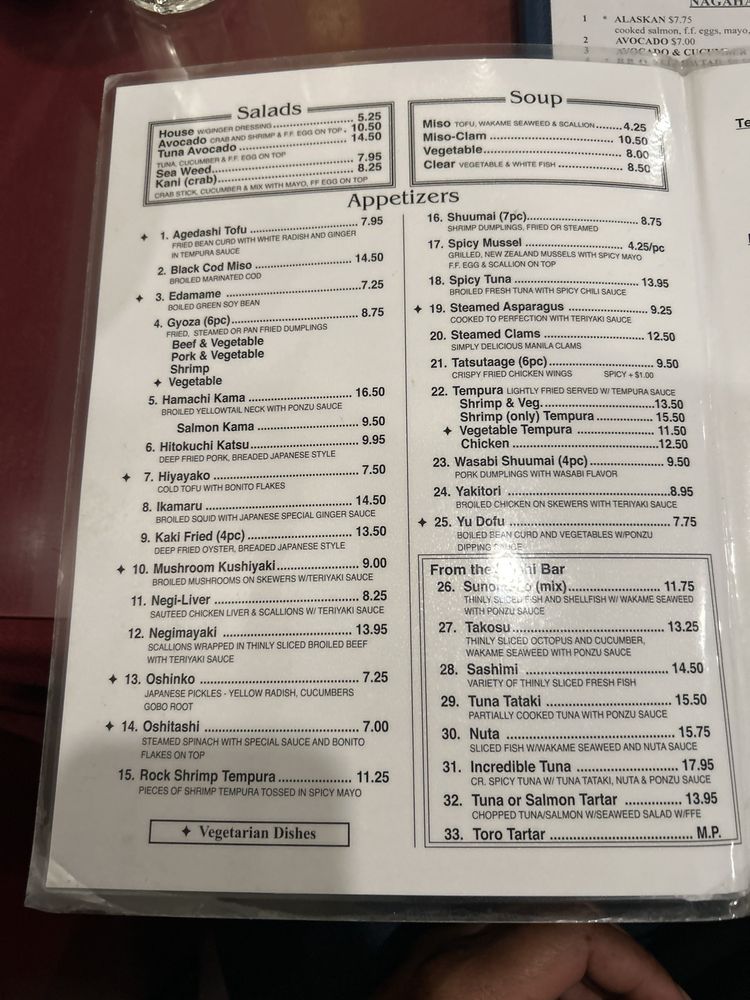 NAGAHA
1 * ALASKAN $7.75
cooked salmon, f.f. eggs, mayo,
2 AVOCADO $7.00
3 AVOCADO & CUCUMBER
Salads
House W/GINGER DRESSING 5.25
Avocado CRAB AND SHRIMP & F.F. EGG ON TOP 10.50
Tuna Avocado 14.50
TUNA, CUCUMBER & F.F. EGG ON TOP
Sea Weed 7.95
Kani (crab) 8.25
CRAB STICK, CUCUMBER & MIX WITH MAYO, FF EGG ON TOP
Soup
Miso TOFU, WAKAME SEAWEED & SCALLION 4.25
Miso-Clam 10.50
Vegetable 8.00
Clear VEGETABLE & WHITE FISH 8.50
Appetizers
✦ 1. Agedashi Tofu 7.95
FRIED BEAN CURD WITH WHITE RADISH AND GINGER
IN TEMPURA SAUCE
2. Black Cod Miso 14.50
BROILED MARINATED COD
✦ 3. Edamame 7.25
BOILED GREEN SOY BEAN
4. Gyoza (6pc) 8.75
FRIED, STEAMED OR PAN FRIED DUMPLINGS
Beef & Vegetable
Pork & Vegetable
Shrimp
✦ Vegetable
5. Hamachi Kama 16.50
BROILED YELLOWTAIL NECK WITH PONZU SAUCE
Salmon Kama 9.50
6. Hitokuchi Katsu 9.95
DEEP FRIED PORK, BREADED JAPANESE STYLE
✦ 7. Hiyayako 7.50
COLD TOFU WITH BONITO FLAKES
8. Ikamaru 14.50
BROILED SQUID WITH JAPANESE SPECIAL GINGER SAUCE
9. Kaki Fried (4pc) 13.50
DEEP FRIED OYSTER, BREADED JAPANESE STYLE
✦ 10. Mushroom Kushiyaki 9.00
BROILED MUSHROOMS ON SKEWERS W/TERIYAKI SAUCE
11. Negi-Liver 8.25
SAUTEED CHICKEN LIVER & SCALLIONS W/ TERIYAKI SAUCE
12. Negimayaki 13.95
SCALLIONS WRAPPED IN THINLY SLICED BROILED BEEF
WITH TERIYAKI SAUCE
✦ 13. Oshinko 7.25
JAPANESE PICKLES - YELLOW RADISH, CUCUMBERS
GOBO ROOT
✦ 14. Oshitashi 7.00
STEAMED SPINACH WITH SPECIAL SAUCE AND BONITO
FLAKES ON TOP
15. Rock Shrimp Tempura 11.25
PIECES OF SHRIMP TEMPURA TOSSED IN SPICY MAYO
✦ Vegetarian Dishes
16. Shuumai (7pc) 8.75
SHRIMP DUMPLINGS, FRIED OR STEAMED
17. Spicy Mussel 4.25/pc
GRILLED, NEW ZEALAND MUSSELS WITH SPICY MAYO
F.F. EGG & SCALLION ON TOP
18. Spicy Tuna 13.95
BROILED FRESH TUNA WITH SPICY CHILI SAUCE
✦ 19. Steamed Asparagus 9.25
COOKED TO PERFECTION WITH TERIYAKI SAUCE
20. Steamed Clams 12.50
SIMPLY DELICIOUS MANILA CLAMS
21. Tatsutaage (6pc) 9.50
CRISPY FRIED CHICKEN WINGS SPICY + $1.00
22. Tempura LIGHTLY FRIED SERVED W/ TEMPURA SAUCE
Shrimp & Veg. 13.50
Shrimp (only) Tempura 15.50
✦ Vegetable Tempura 11.50
Chicken 12.50
23. Wasabi Shuumai (4pc) 9.50
PORK DUMPLINGS WITH WASABI FLAVOR
24. Yakitori 8.95
BROILED CHICKEN ON SKEWERS WITH TERIYAKI SAUCE
✦ 25. Yu Dofu 7.75
BOILED BEAN CURD AND VEGETABLES W/PONZU
DIPPING SAUCE
From the Sushi Bar
26. Sunomono (mix) 11.75
THINLY SLICED FISH AND SHELLFISH W/ WAKAME SEAWEED
WITH PONZU SAUCE
27. Takosu 13.25
THINLY SLICED OCTOPUS AND CUCUMBER,
WAKAME SEAWEED WITH PONZU SAUCE
28. Sashimi 14.50
VARIETY OF THINLY SLICED FRESH FISH
29. Tuna Tataki 15.50
PARTIALLY COOKED TUNA WITH PONZU SAUCE
30. Nuta 15.75
SLICED FISH W/WAKAME SEAWEED AND NUTA SAUCE
31. Incredible Tuna 17.95
CR. SPICY TUNA W/ TUNA TATAKI, NUTA & PONZU SAUCE
32. Tuna or Salmon Tartar 13.95
CHOPPED TUNA/SALMON W/SEAWEED SALAD W/FFE
33. Toro Tartar M.P.
Te